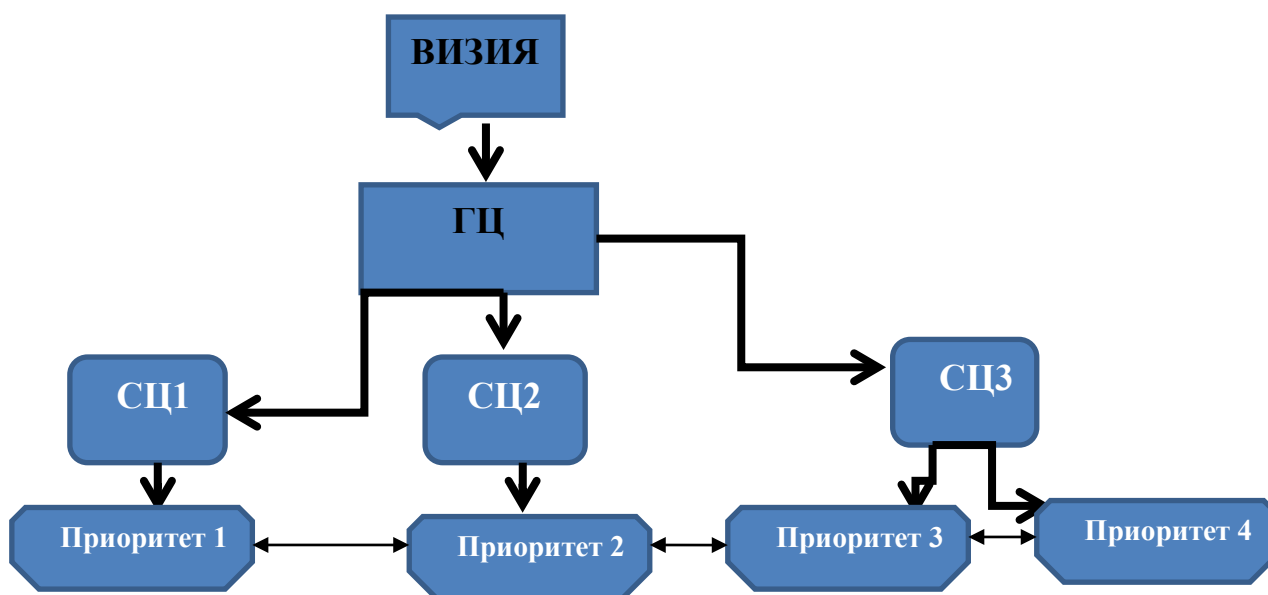 ВИЗИЯ
ГЦ
СЦ1
СЦ2
СЦ3
Приоритет 1
Приоритет 2
Приоритет 3
Приоритет 4